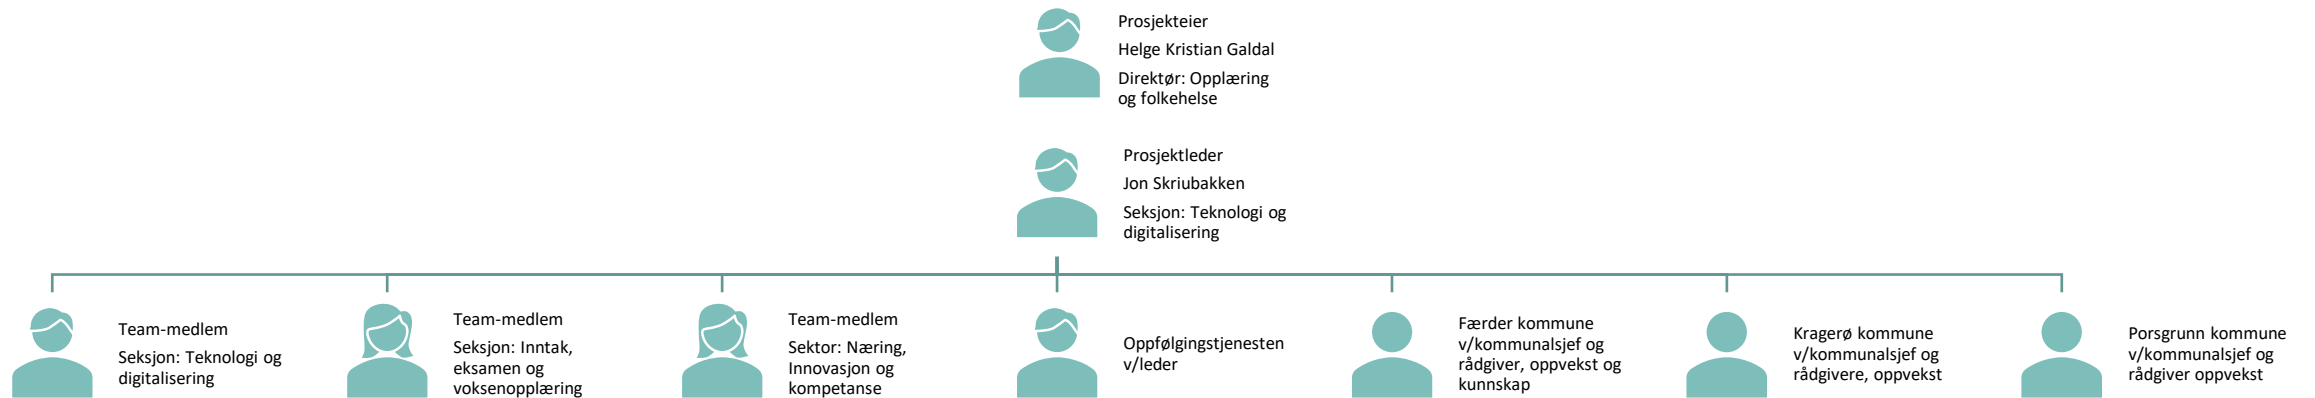 Prosjekteier
Helge Kristian Galdal
Direktør: Opplæring
og folkehelse
Prosjektleder
Jon Skriubakken
Seksjon: Teknologi og
digitalisering
Team-medlem
Seksjon: Teknologi og
digitalisering
Team-medlem
Seksjon: Inntak,
eksamen og
voksenopplæring
Team-medlem
Sektor: Næring,
Innovasjon og
kompetanse
Oppfølgingstjenesten
v/leder
Færder kommune
v/kommunalsjef og
rådgiver, oppvekst og
kunnskap
Kragerø kommune
v/kommunalsjef og
rådgivere, oppvekst
Porsgrunn kommune
v/kommunalsjef og
rådgiver oppvekst